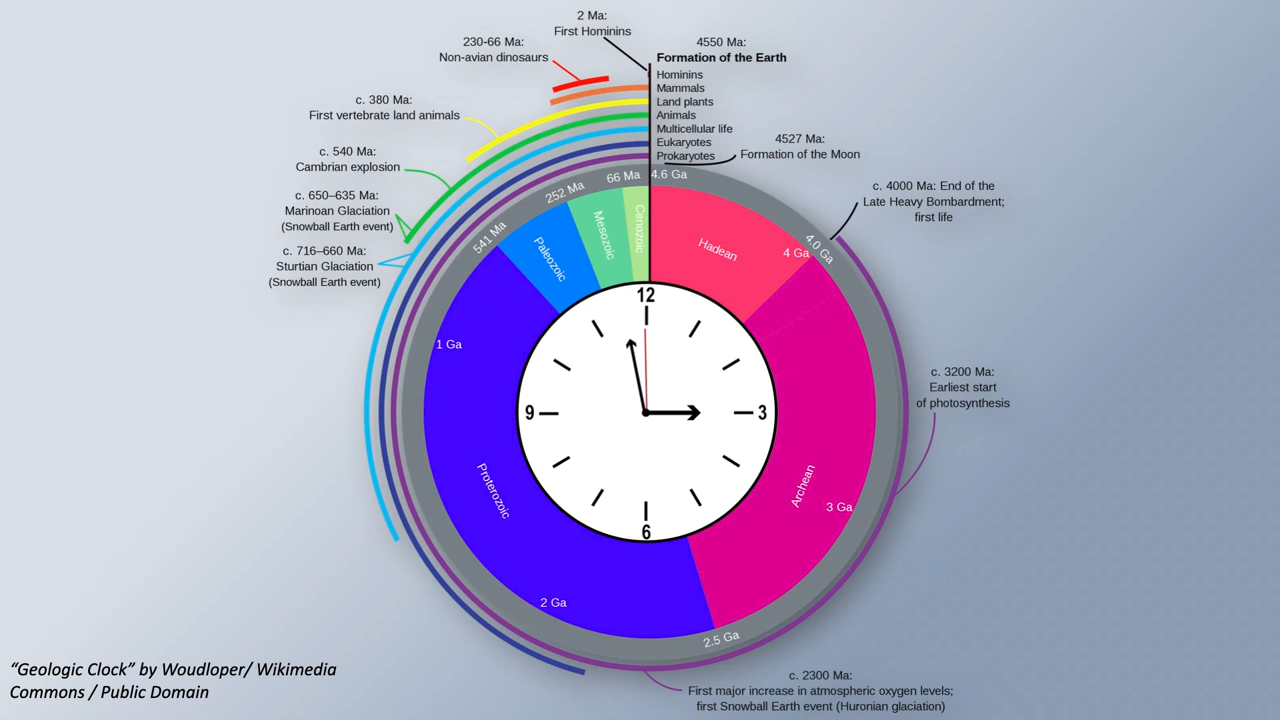 2 Ma:
First Hominins
230-66 Ma:
Non-avian dinosaurs
4550 Ma:
Formation of the Earth
Hominins
Mammals
Land plants
Animals
Multicellular life
Eukaryotes
Prokaryotes
4527 Ma:
Formation of the Moon
c. 380 Ma:
First vertebrate land animals
c. 540 Ma:
Cambrian explosion
c. 650–635 Ma:
Marinoan Glaciation
(Snowball Earth event)
c. 716–660 Ma:
Sturtian Glaciation
(Snowball Earth event)
c. 4000 Ma: End of the
Late Heavy Bombardment;
first life
c. 3200 Ma:
Earliest start
of photosynthesis
c. 2300 Ma:
First major increase in atmospheric oxygen levels;
first Snowball Earth event (Huronian glaciation)
4.6 Ga
4.0 Ga
2.5 Ga
541 Ma
252 Ma
66 Ma
Hadean
4 Ga
Archean
3 Ga
Proterozoic
2 Ga
1 Ga
Paleozoic
Mesozoic
Cenozoic
12
3
6
9
“Geologic Clock” by Woudloper/ Wikimedia
Commons / Public Domain